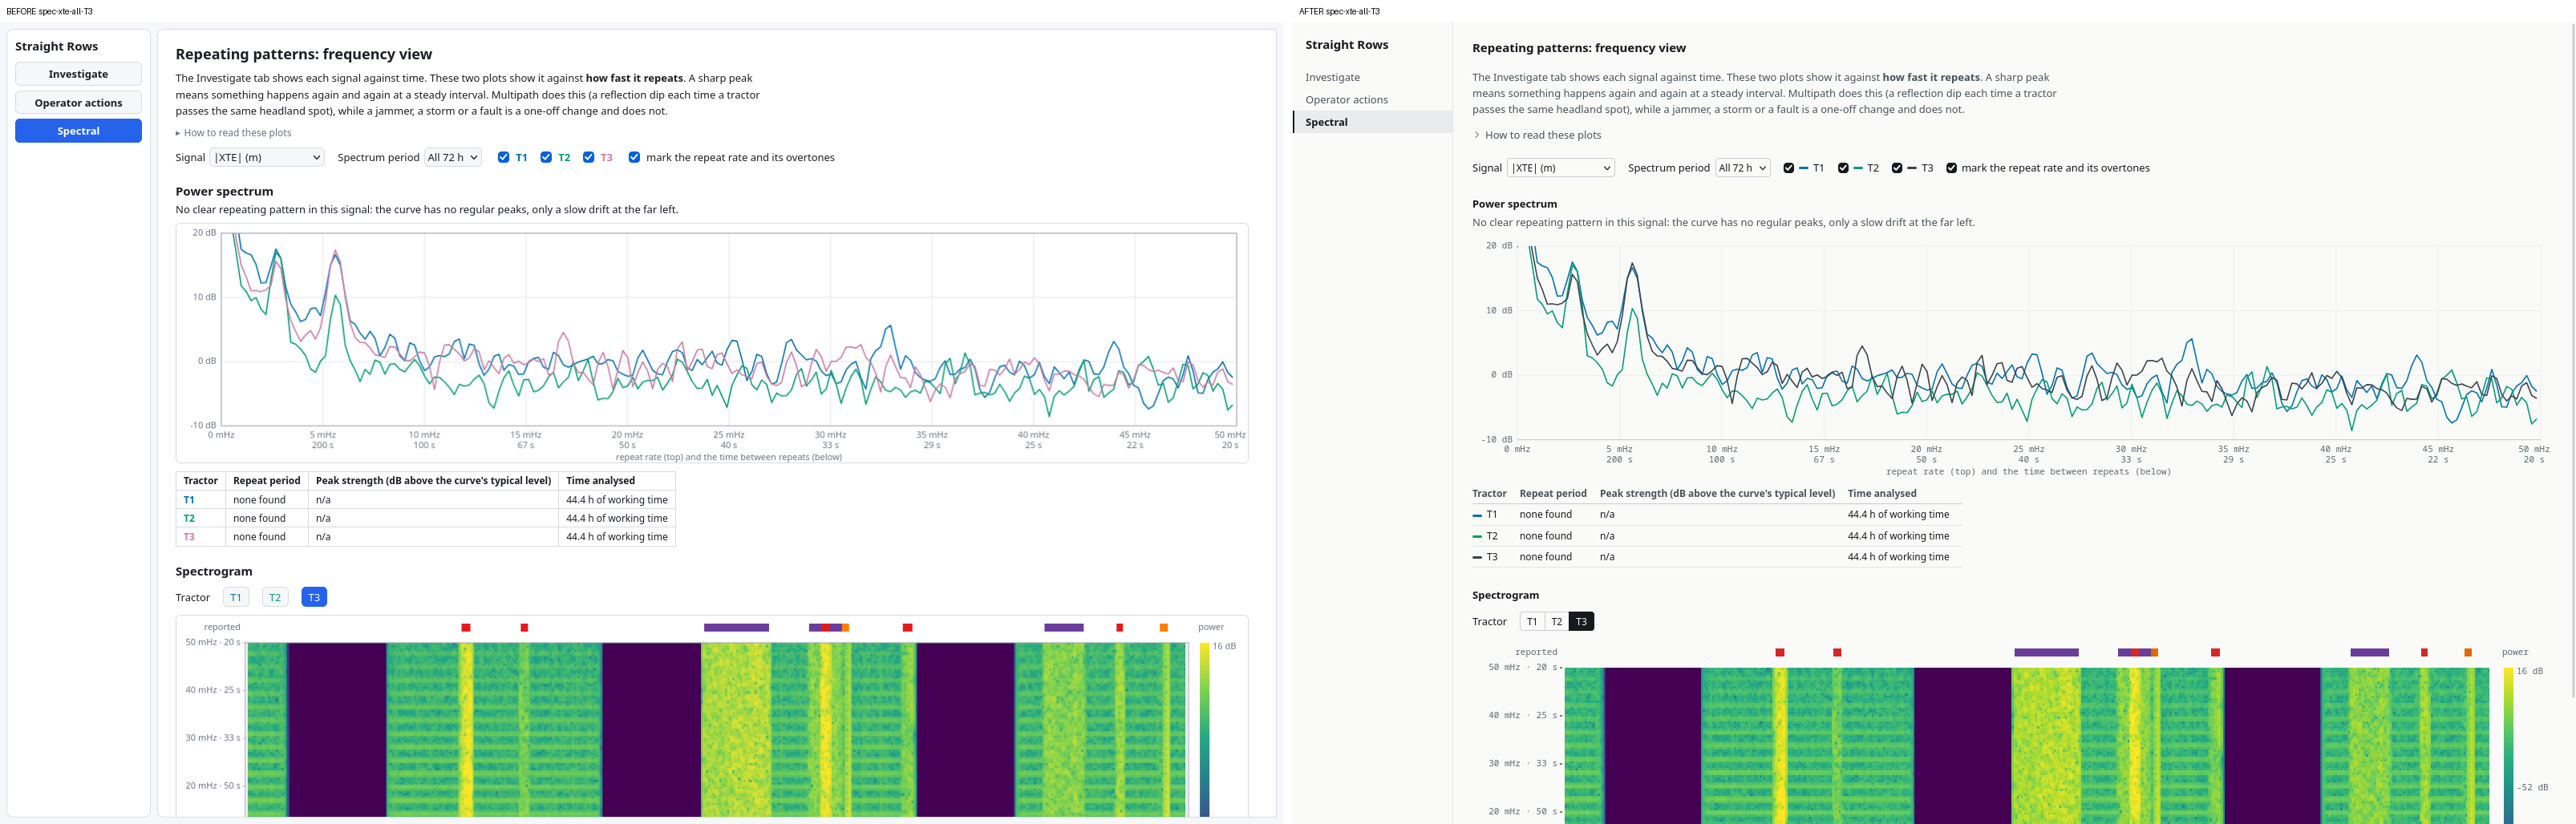 BEFORE spec-xte-all-T3
Straight Rows
Investigate
Operator actions
Spectral
Repeating patterns: frequency view
The Investigate tab shows each signal against time. These two plots show it against how fast it repeats. A sharp peak
means something happens again and again at a steady interval. Multipath does this (a reflection dip each time a tractor
passes the same headland spot), while a jammer, a storm or a fault is a one-off change and does not.
▸ How to read these plots
Signal |XTE| (m) Spectrum period All 72 h T1 T2 T3 mark the repeat rate and its overtones
Power spectrum
No clear repeating pattern in this signal: the curve has no regular peaks, only a slow drift at the far left.
20 dB
10 dB
0 dB
-10 dB
0 mHz 5 mHz 10 mHz 15 mHz 20 mHz 25 mHz 30 mHz 35 mHz 40 mHz 45 mHz 50 mHz
200 s 100 s 67 s 50 s 40 s 33 s 29 s 25 s 22 s 20 s
repeat rate (top) and the time between repeats (below)
Tractor Repeat period Peak strength (dB above the curve's typical level) Time analysed
T1 none found n/a 44.4 h of working time
T2 none found n/a 44.4 h of working time
T3 none found n/a 44.4 h of working time
Spectrogram
Tractor T1 T2 T3
reported power
50 mHz · 20 s 16 dB
40 mHz · 25 s
30 mHz · 33 s
20 mHz · 50 s
AFTER spec-xte-all-T3
Straight Rows
Investigate
Operator actions
Spectral
Repeating patterns: frequency view
The Investigate tab shows each signal against time. These two plots show it against how fast it repeats. A sharp peak
means something happens again and again at a steady interval. Multipath does this (a reflection dip each time a tractor
passes the same headland spot), while a jammer, a storm or a fault is a one-off change and does not.
How to read these plots
Signal |XTE| (m) Spectrum period All 72 h T1 T2 T3 mark the repeat rate and its overtones
Power spectrum
No clear repeating pattern in this signal: the curve has no regular peaks, only a slow drift at the far left.
20 dB
10 dB
0 dB
-10 dB
0 mHz 5 mHz 10 mHz 15 mHz 20 mHz 25 mHz 30 mHz 35 mHz 40 mHz 45 mHz 50 mHz
200 s 100 s 67 s 50 s 40 s 33 s 29 s 25 s 22 s 20 s
repeat rate (top) and the time between repeats (below)
Tractor Repeat period Peak strength (dB above the curve's typical level) Time analysed
T1 none found n/a 44.4 h of working time
T2 none found n/a 44.4 h of working time
T3 none found n/a 44.4 h of working time
Spectrogram
Tractor T1 T2 T3
reported power
50 mHz · 20 s 16 dB
40 mHz · 25 s
30 mHz · 33 s
-52 dB
20 mHz · 50 s